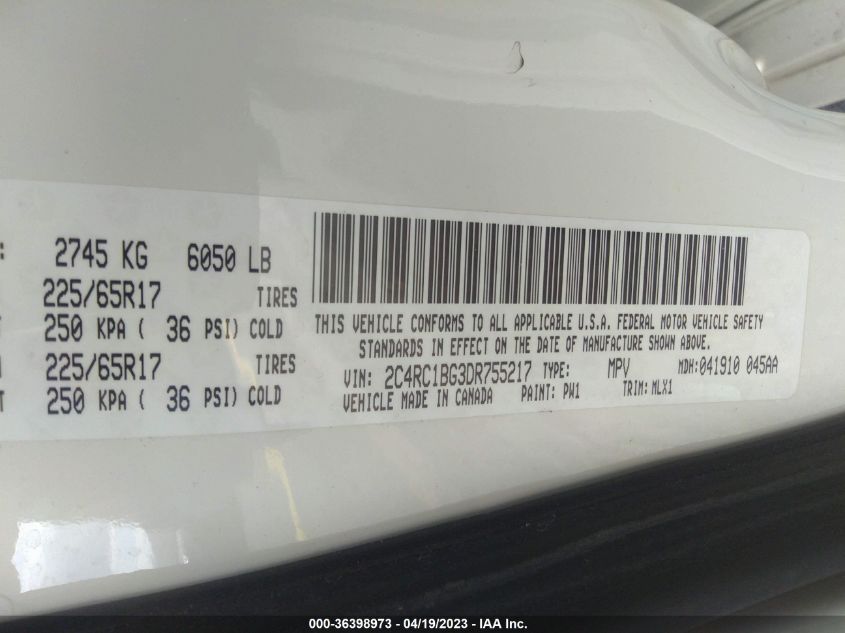 : 2745 KG 6050 LB
225/65R17 TIRES
T 250 KPA ( 36 PSI) COLD
225/65R17 TIRES
T 250 KPA ( 36 PSI) COLD
THIS VEHICLE CONFORMS TO ALL APPLICABLE U.S.A. FEDERAL MOTOR VEHICLE SAFETY
STANDARDS IN EFFECT ON THE DATE OF MANUFACTURE SHOWN ABOVE.
VIN: 2C4RC1BG3DR755217 TYPE: MPV MDH: 041910 045AA
VEHICLE MADE IN CANADA PAINT: PW1 TRIM: MLX1
000-36398973 - 04/19/2023 - IAA Inc.